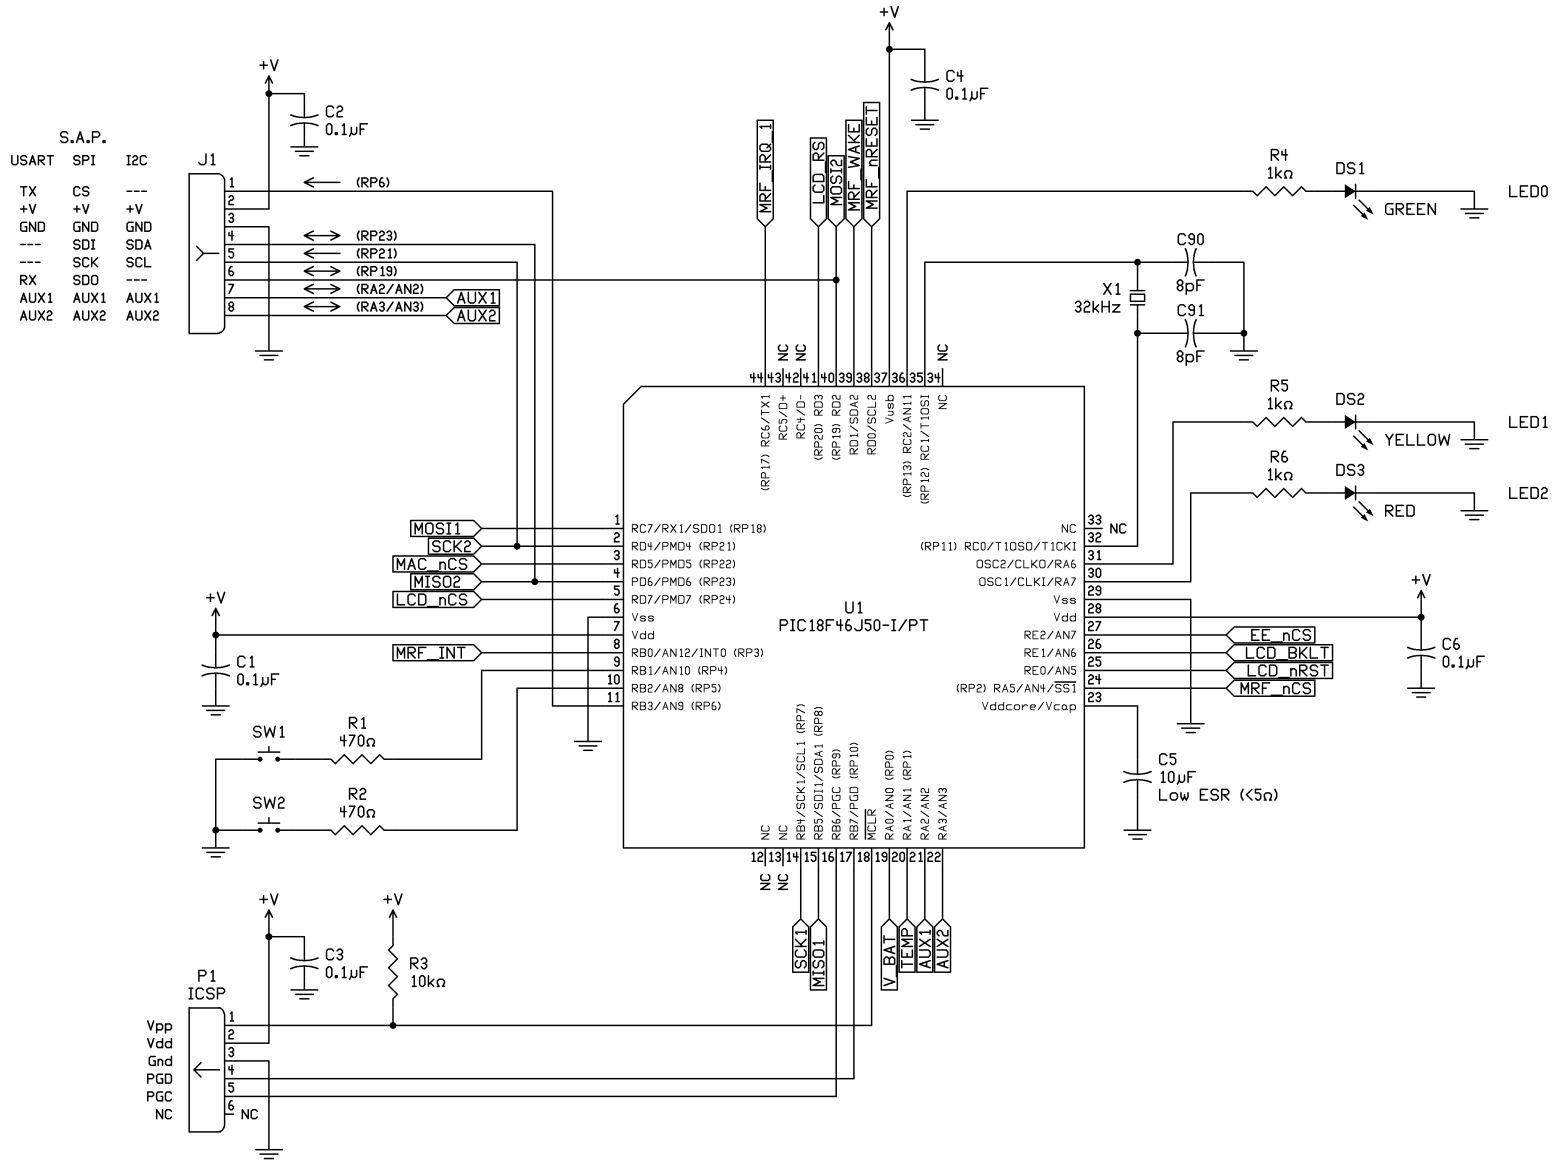 +V
C4
0.1µF
+V
C2
0.1µF
S.A.P.
USART SPI I2C
TX CS ---
+V +V +V
GND GND GND
--- SDI SDA
--- SCK SCL
RX SDO ---
AUX1 AUX1 AUX1
AUX2 AUX2 AUX2
J1
1 (RP6)
2
3
4 (RP23)
5 (RP21)
6 (RP19)
7 (RA2/AN2) AUX1
8 (RA3/AN3) AUX2
MRF_IRQ_1
LCD_RS
MOSI2
MRF_WAKE
MRF_nRESET
R4
1kΩ
DS1
GREEN
LED0
C90
8pF
X1
32kHz
C91
8pF
NC
NC
NC
44 43 42 41 40 39 38 37 36 35 34
(RP17) RC6/TX1
RC5/D+
RC4/D-
(RP20) RD3
(RP19) RD2
RD1/SDA2
RD0/SCL2
Vusb
(RP13) RC2/AN11
(RP12) RC1/T1OSI
NC
R5
1kΩ
DS2
YELLOW
LED1
R6
1kΩ
DS3
RED
LED2
MOSI1 1 RC7/RX1/SDO1 (RP18)
SCK2 2 RD4/PMD4 (RP21)
MAC_nCS 3 RD5/PMD5 (RP22)
MISO2 4 PD6/PMD6 (RP23)
LCD_nCS 5 RD7/PMD7 (RP24)
6 Vss
7 Vdd
MRF_INT 8 RB0/AN12/INT0 (RP3)
9 RB1/AN10 (RP4)
10 RB2/AN8 (RP5)
11 RB3/AN9 (RP6)
U1
PIC18F46J50-I/PT
NC 33 NC
(RP11) RC0/T1OSO/T1CKI 32
OSC2/CLKO/RA6 31
OSC1/CLKI/RA7 30
Vss 29
Vdd 28
RE2/AN7 27 EE_nCS
RE1/AN6 26 LCD_BKLT
RE0/AN5 25 LCD_nRST
(RP2) RA5/AN4/SS1 24 MRF_nCS
Vddcore/Vcap 23
+V
C6
0.1µF
+V
C1
0.1µF
SW1
R1
470Ω
SW2
R2
470Ω
C5
10µF
Low ESR (<5Ω)
NC
NC
RB4/SCK1/SCL1 (RP7)
RB5/SDI1/SDA1 (RP8)
RB6/PGC (RP9)
RB7/PGD (RP10)
MCLR
RA0/AN0 (RP0)
RA1/AN1 (RP1)
RA2/AN2
RA3/AN3
12 13 14 15 16 17 18 19 20 21 22
NC
NC
SCK1
MISO1
V_BAT
TEMP
AUX1
AUX2
+V
+V
C3
0.1µF
R3
10kΩ
P1
ICSP
Vpp 1
Vdd 2
Gnd 3
PGD 4
PGC 5
NC 6 NC